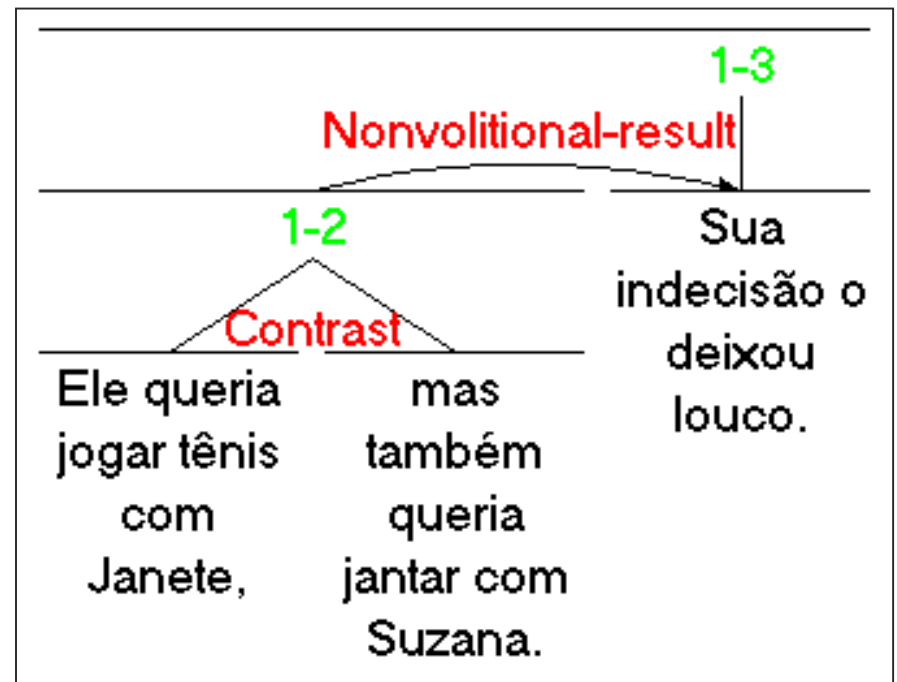 1-3
Nonvolitional-result
1-2
Contrast
Ele queria
jogar tênis
com
Janete,
mas
também
queria
jantar com
Suzana.
Sua
indecisão o
deixou
louco.